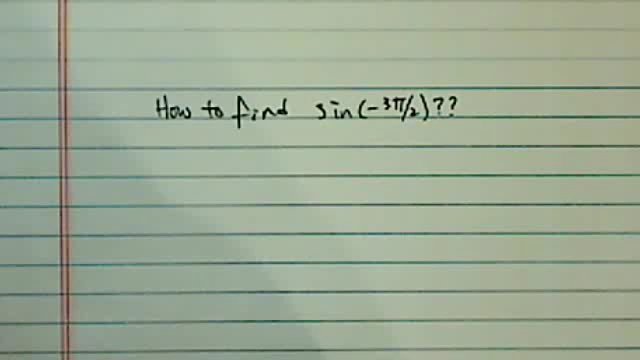 How to find sin(-3π/2)??